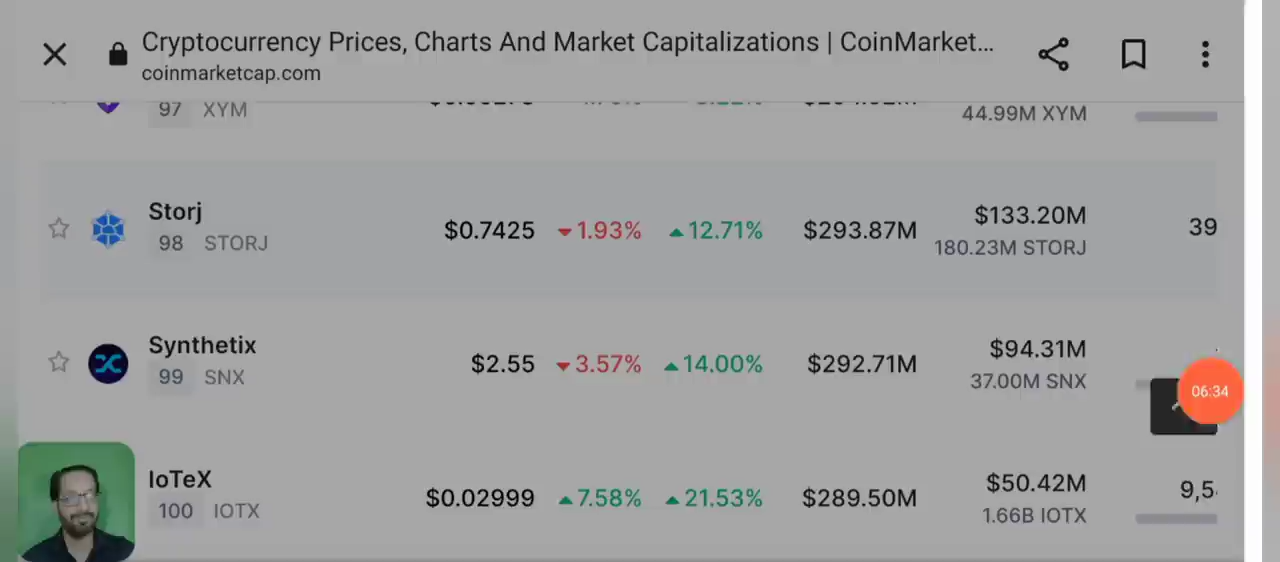 Cryptocurrency Prices, Charts And Market Capitalizations | CoinMarket...
coinmarketcap.com
97 XYM 44.99M XYM
Storj $0.7425 1.93% 12.71% $293.87M $133.20M 39
98 STORJ 180.23M STORJ
Synthetix $2.55 3.57% 14.00% $292.71M $94.31M
99 SNX 37.00M SNX
06:34
IoTeX $0.02999 7.58% 21.53% $289.50M $50.42M 9,5
100 IOTX 1.66B IOTX